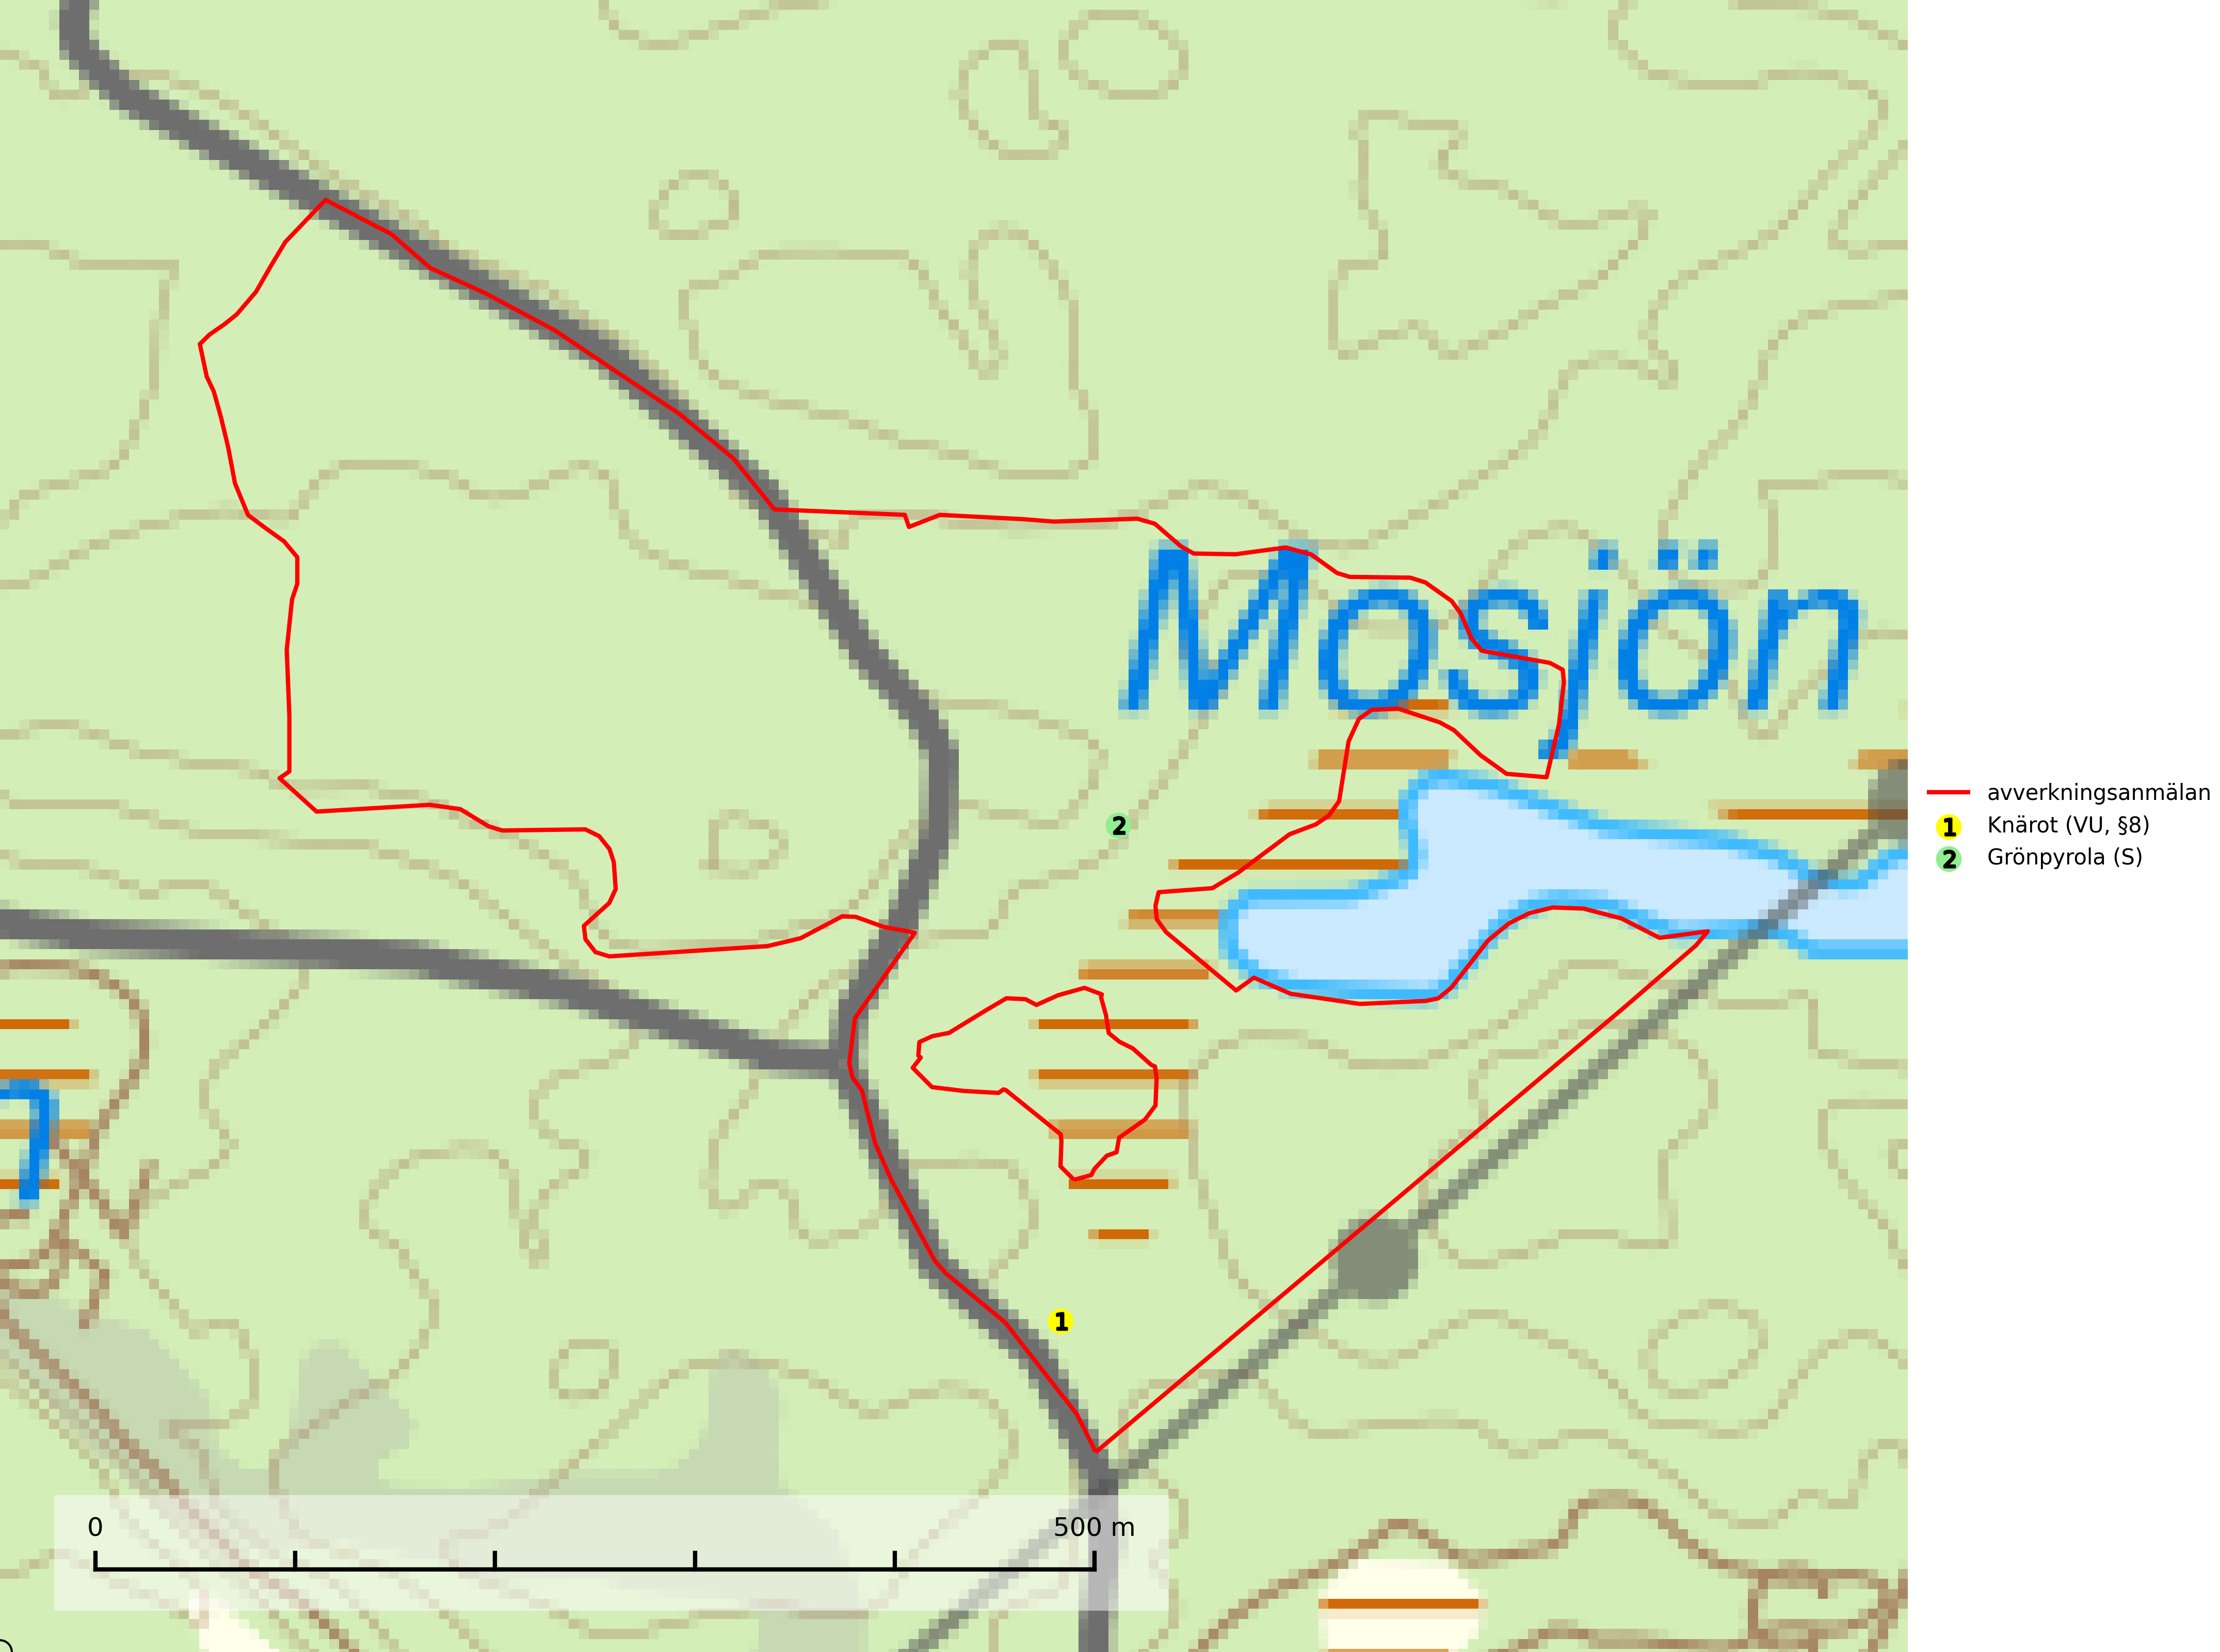 Mosjön
2
1
avverkningsanmälan
1 Knärot (VU, §8)
2 Grönpyrola (S)
0 500 m